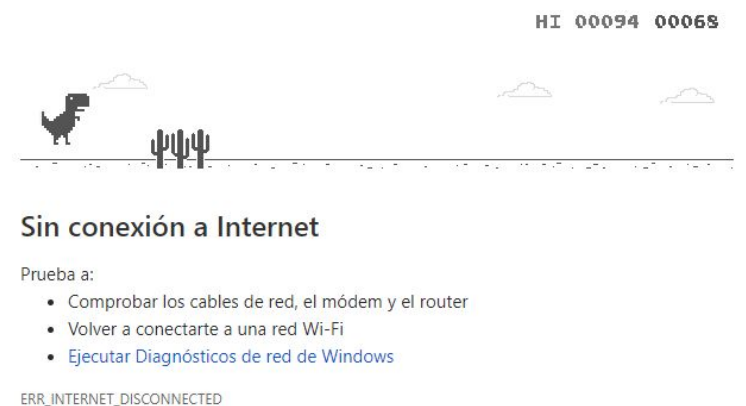 HI 00094 00068
Sin conexión a Internet
Prueba a:
• Comprobar los cables de red, el módem y el router
• Volver a conectarte a una red Wi-Fi
• Ejecutar Diagnósticos de red de Windows
ERR_INTERNET_DISCONNECTED